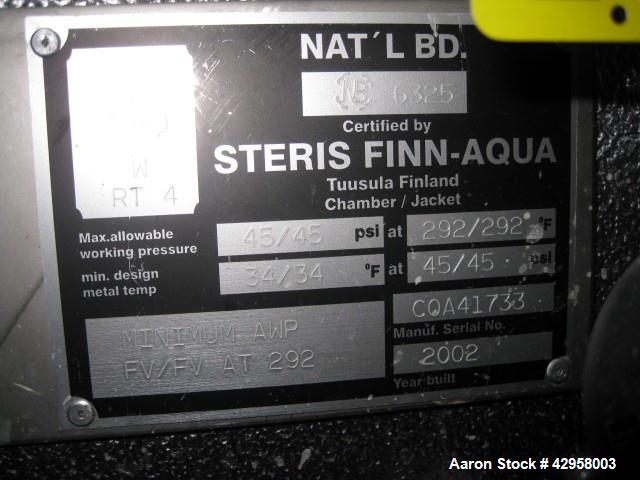 NAT´L BD.
NB 6325
Certified by
STERIS FINN-AQUA
Tuusula Finland
Chamber / Jacket
W
RT 4
Max.allowable working pressure 45/45 psi at 292/292 °F
min. design metal temp 34/34 °F at 45/45 psi
MINIMUM AWP
FV/FV AT 292
CQA41733
Manuf. Serial No.
2002
Year built
Aaron Stock # 42958003